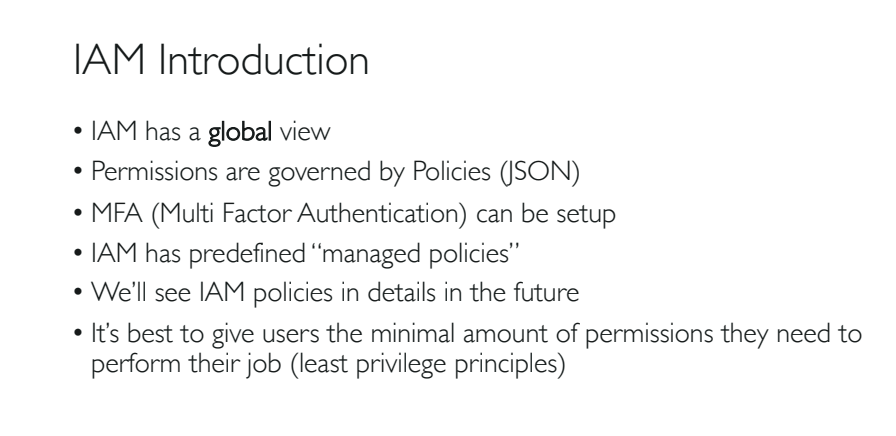 IAM Introduction
• IAM has a global view
• Permissions are governed by Policies (JSON)
• MFA (Multi Factor Authentication) can be setup
• IAM has predefined “managed policies”
• We’ll see IAM policies in details in the future
• It’s best to give users the minimal amount of permissions they need to
perform their job (least privilege principles)